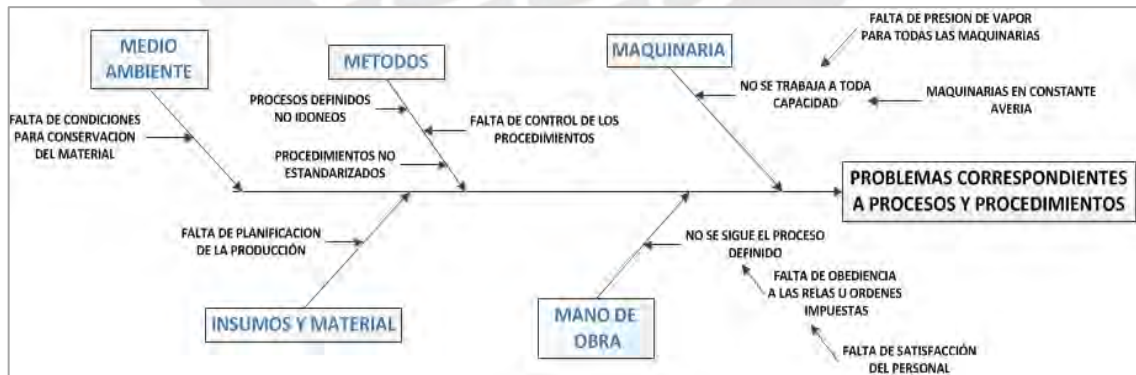 MEDIO
AMBIENTE
METODOS
MAQUINARIA
FALTA DE PRESION DE VAPOR
PARA TODAS LAS MAQUINARIAS
NO SE TRABAJA A TODA
CAPACIDAD
MAQUINARIAS EN CONSTANTE
AVERIA
PROCESOS DEFINIDOS
NO IDONEOS
FALTA DE CONDICIONES
PARA CONSERVACION
DEL MATERIAL
FALTA DE CONTROL DE LOS
PROCEDIMIENTOS
PROCEDIMIENTOS NO
ESTANDARIZADOS
PROBLEMAS CORRESPONDIENTES
A PROCESOS Y PROCEDIMIENTOS
FALTA DE PLANIFICACION
DE LA PRODUCCIÓN
NO SE SIGUE EL PROCESO
DEFINIDO
FALTA DE OBEDIENCIA
A LAS RELAS U ORDENES
IMPUESTAS
INSUMOS Y MATERIAL
MANO DE
OBRA
FALTA DE SATISFACCIÓN
DEL PERSONAL